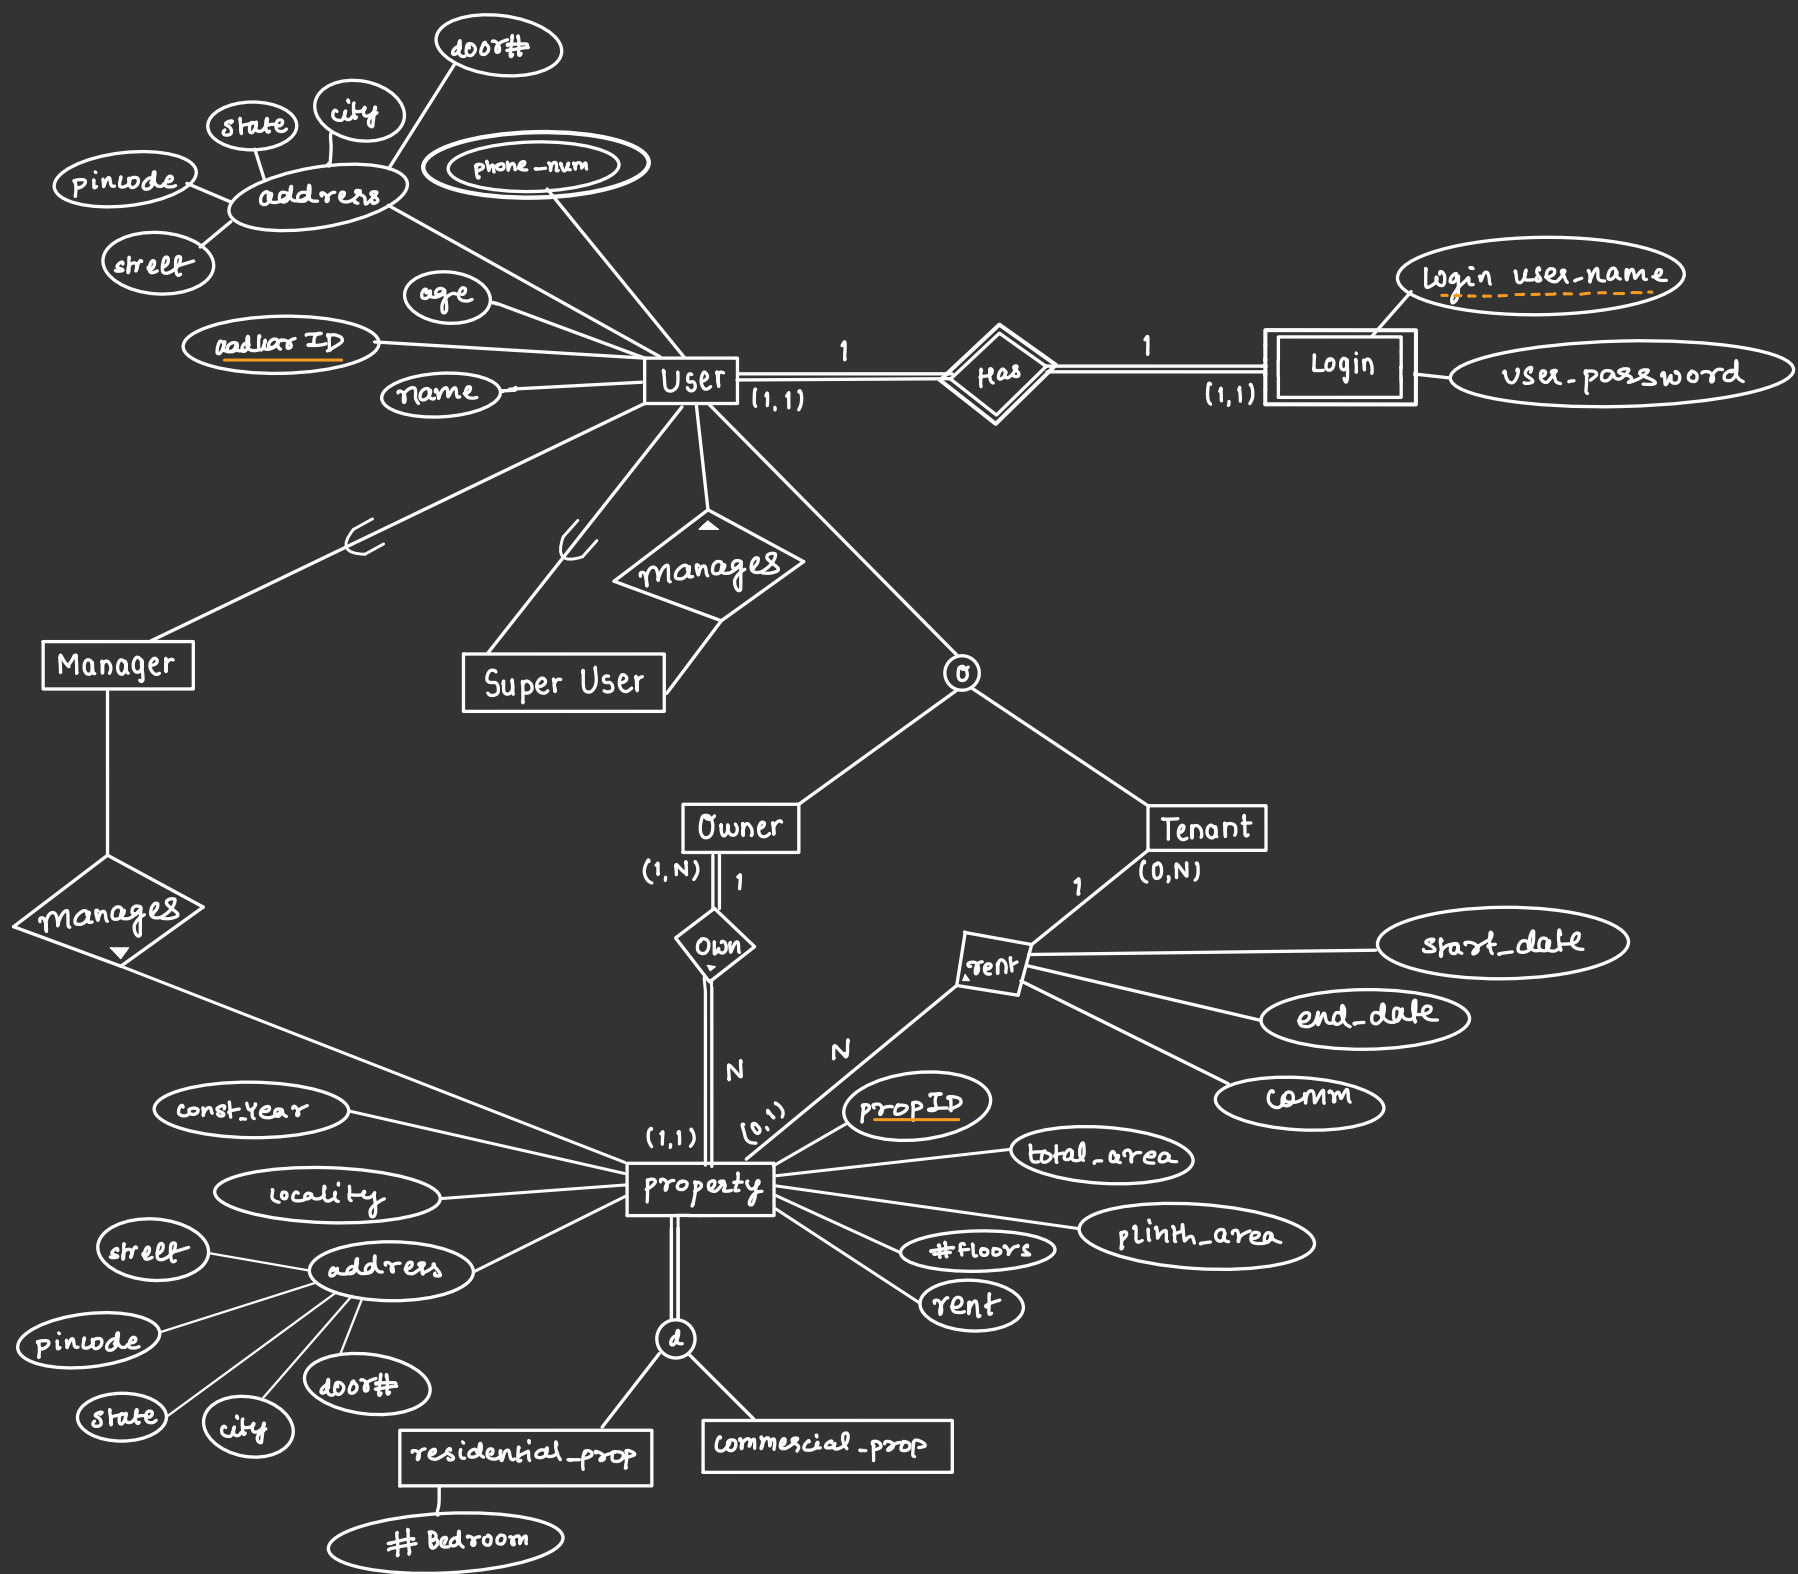 door#
city
state
phone_num
pincode
address
street
login user_name
age
aadhar ID
1
1
Has
Login
user_password
User
name
(1,1)
(1,1)
manages
Manager
Super User
O
Owner
Tenant
(1,N)
1
(0,N)
1
manages
own
rent
start_date
end_date
N
N
comm
const_Year
propID
(0,1)
(1,1)
total_area
property
locality
plinth_area
street
#floors
address
rent
pincode
d
door#
state
city
residential_prop
commercial_prop
# Bedroom